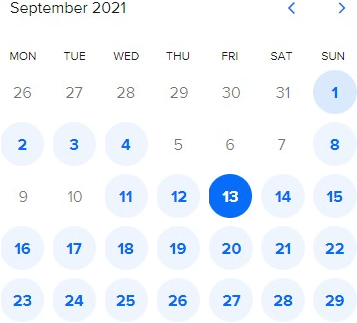 September 2021
MON TUE WED THU FRI SAT SUN
26 27 28 29 30 31 1
2 3 4 5 6 7 8
9 10 11 12 13 14 15
16 17 18 19 20 21 22
23 24 25 26 27 28 29